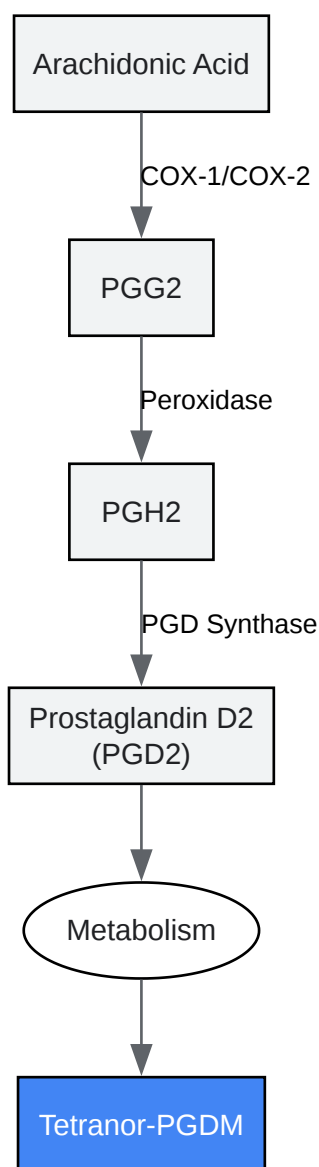 Arachidonic Acid
COX-1/COX-2
PGG2
Peroxidase
PGH2
PGD Synthase
Prostaglandin D2
(PGD2)
Metabolism
Tetranor-PGDM